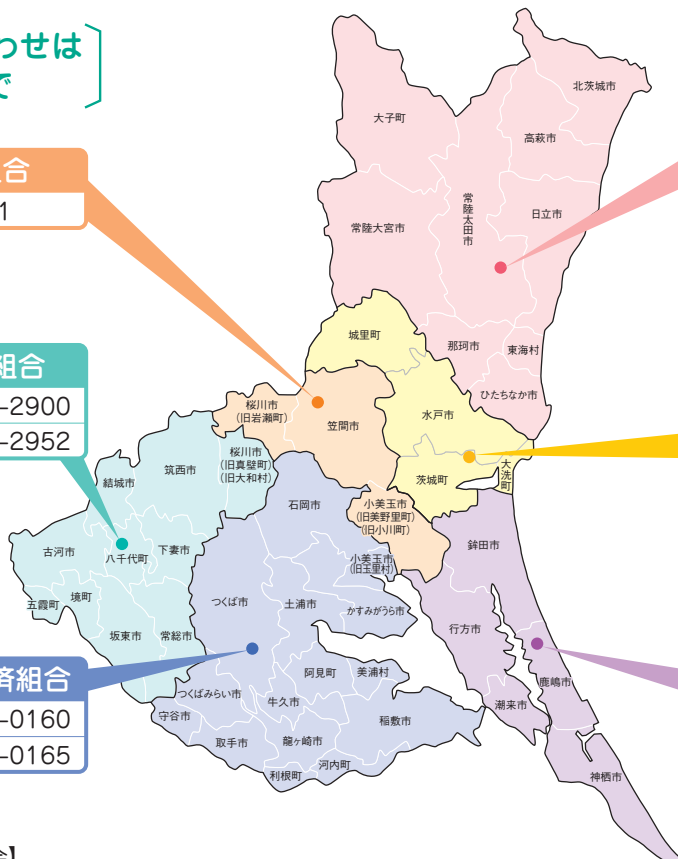 わせは
で
組合
1
組合
-2900
-2952
済組合
-0160
-0165
北茨城市
大子町
高萩市
常陸太田市
日立市
常陸大宮市
城里町
那珂市
東海村
ひたちなか市
桜川市
(旧岩瀬町)
笠間市
水戸市
桜川市
(旧真壁町)
(旧大和村)
筑西市
結城市
茨城町
大洗町
石岡市
小美玉市
(旧美野里町)
(旧小川町)
小美玉市
(旧玉里村)
鉾田市
古河市
八千代町
下妻市
五霞町
境町
坂東市
常総市
つくば市
土浦市
かすみがうら市
行方市
鹿嶋市
阿見町
美浦村
つくばみらい市
牛久市
守谷市
稲敷市
潮来市
取手市
龍ヶ崎市
河内町
利根町
神栖市